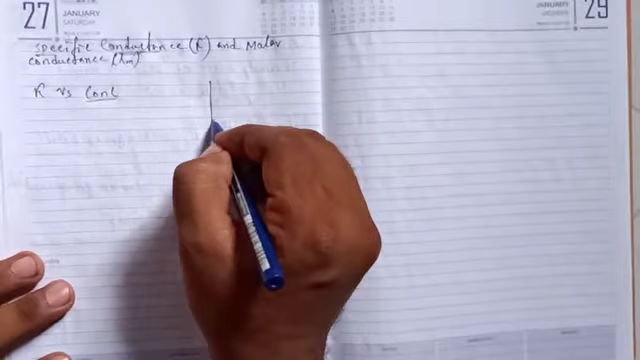 27 JANUARY
SATURDAY
JANUARY 29
specific Conductance (K) and Molar
conductance (λm)
K vs Conc